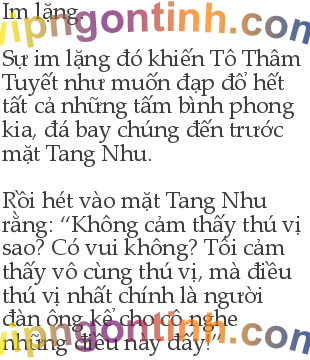 Im lặng.
vipngontinh.com
Sự im lặng đó khiến Tô Thâm
Tuyết như muốn đạp đổ hết
tất cả những tấm bình phong
kia, đá bay chúng đến trước
mặt Tang Nhu.
Rồi hét vào mặt Tang Nhu
rằng: “Không cảm thấy thú vị
sao? Có vui không? Tôi cảm
thấy vô cùng thú vị, mà điều
thú vị nhất chính là người
đàn ông kể cho cô nghe
những điều này đấy!”
vipngontinh.com